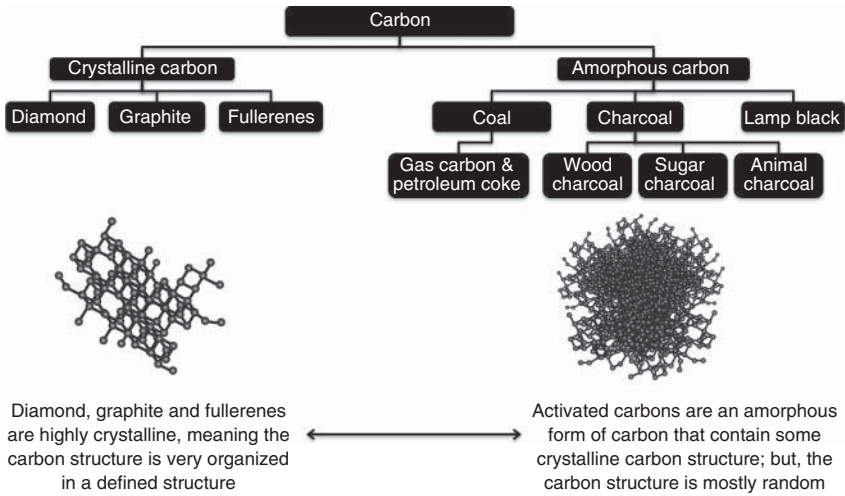 Carbon
Crystalline carbon
Amorphous carbon
Diamond
Graphite
Fullerenes
Coal
Charcoal
Lamp black
Gas carbon &
petroleum coke
Wood
charcoal
Sugar
charcoal
Animal
charcoal
Diamond, graphite and fullerenes
are highly crystalline, meaning the
carbon structure is very organized
in a defined structure
Activated carbons are an amorphous
form of carbon that contain some
crystalline carbon structure; but, the
carbon structure is mostly random